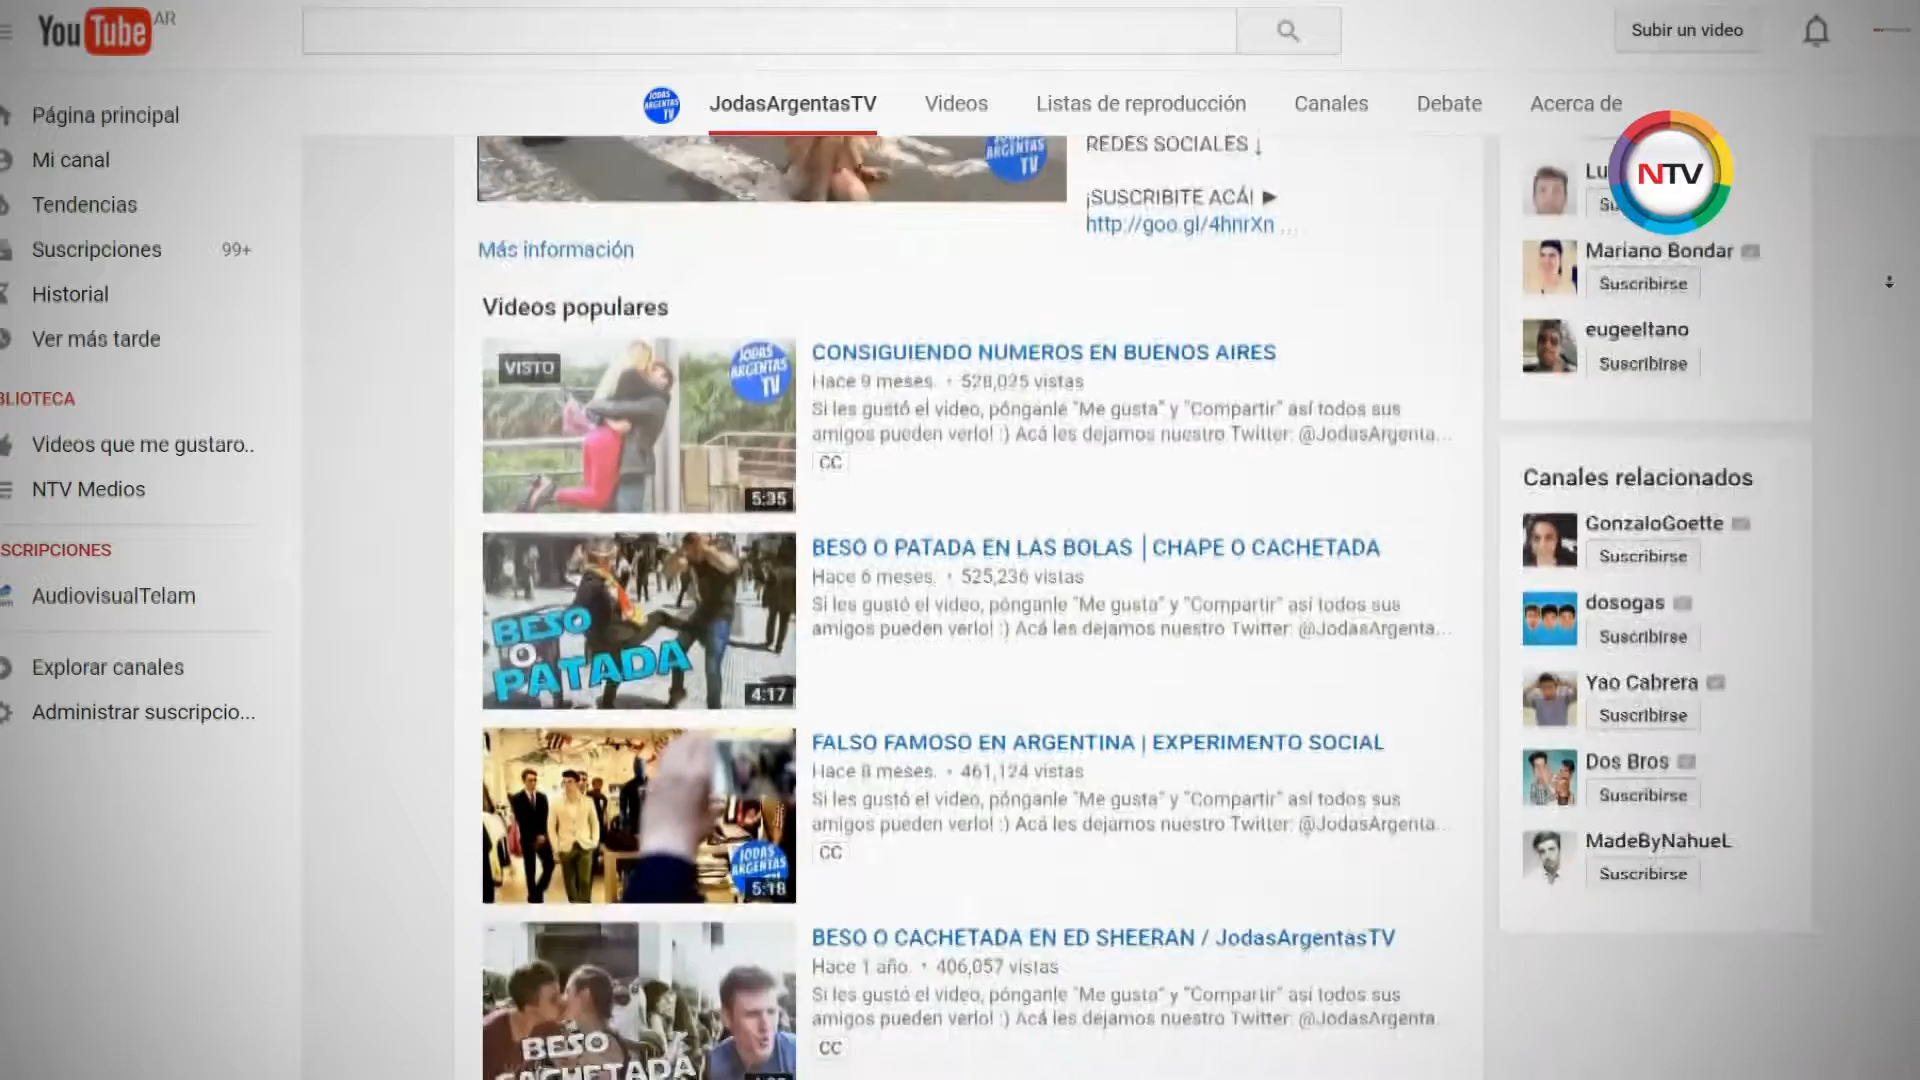 YouTube AR
Subir un video
JodasArgentasTV Videos Listas de reproducción Canales Debate Acerca de
NTV
Página principal
Mi canal
Tendencias
Suscripciones 99+
Historial
Ver más tarde
BLIOTECA
Videos que me gustaro..
NTV Medios
SCRIPCIONES
AudiovisualTelam
Explorar canales
Administrar suscripcio...
ARGENTAS
TV
REDES SOCIALES ↓
¡SUSCRIBITE ACÁ! ►
http://goo.gl/4hnrXn ...
Más información
Videos populares
VISTO
JODAS
ARGENTAS
TV
5:35
CONSIGUIENDO NUMEROS EN BUENOS AIRES
Hace 9 meses. • 528,025 vistas
Si les gustó el video, pónganle "Me gusta" y "Compartir" así todos sus
amigos pueden verlo! :) Acá les dejamos nuestro Twitter: @JodasArgenta...
CC
BESO
O
PATADA
4:17
BESO O PATADA EN LAS BOLAS | CHAPE O CACHETADA
Hace 6 meses. • 525,236 vistas
Si les gustó el video, pónganle "Me gusta" y "Compartir" así todos sus
amigos pueden verlo! :) Acá les dejamos nuestro Twitter: @JodasArgenta...
JODAS
ARGENTAS
5:18
FALSO FAMOSO EN ARGENTINA | EXPERIMENTO SOCIAL
Hace 8 meses. • 461,124 vistas
Si les gustó el video, pónganle "Me gusta" y "Compartir" así todos sus
amigos pueden verlo! :) Acá les dejamos nuestro Twitter: @JodasArgenta...
CC
BESO
CACHETADA
BESO O CACHETADA EN ED SHEERAN / JodasArgentasTV
Hace 1 año. • 406,057 vistas
Si les gustó el video, pónganle "Me gusta" y "Compartir" así todos sus
amigos pueden verlo! :) Acá les dejamos nuestro Twitter: @JodasArgenta...
CC
Lu
Su
Mariano Bondar
Suscribirse
eugeeltano
Suscribirse
Canales relacionados
GonzaloGoette
Suscribirse
dosogas
Suscribirse
Yao Cabrera
Suscribirse
Dos Bros
Suscribirse
MadeByNahueL
Suscribirse